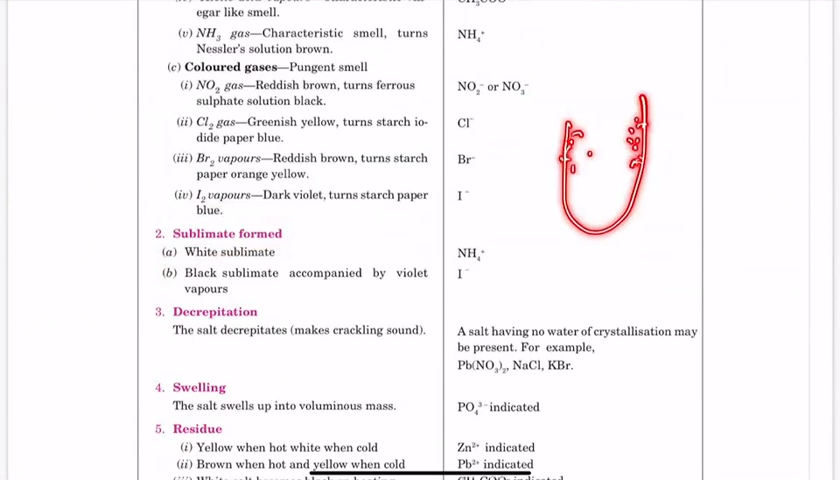 egar like smell.
(v) NH₃ gas—Characteristic smell, turns Nessler's solution brown.
NH₄⁺
(c) Coloured gases—Pungent smell
(i) NO₂ gas—Reddish brown, turns ferrous sulphate solution black.
NO₂⁻ or NO₃⁻
(ii) Cl₂ gas—Greenish yellow, turns starch io-
dide paper blue.
Cl⁻
(iii) Br₂ vapours—Reddish brown, turns starch paper orange yellow.
Br⁻
(iv) I₂ vapours—Dark violet, turns starch paper blue.
I⁻
2. Sublimate formed
(a) White sublimate
NH₄⁺
(b) Black sublimate accompanied by violet vapours
I⁻
3. Decrepitation
The salt decrepitates (makes crackling sound).
A salt having no water of crystallisation may be present. For example,
Pb(NO₃)₂, NaCl, KBr.
4. Swelling
The salt swells up into voluminous mass.
PO₄³⁻ indicated
5. Residue
(i) Yellow when hot white when cold
Zn²⁺ indicated
(ii) Brown when hot and yellow when cold
Pb²⁺ indicated